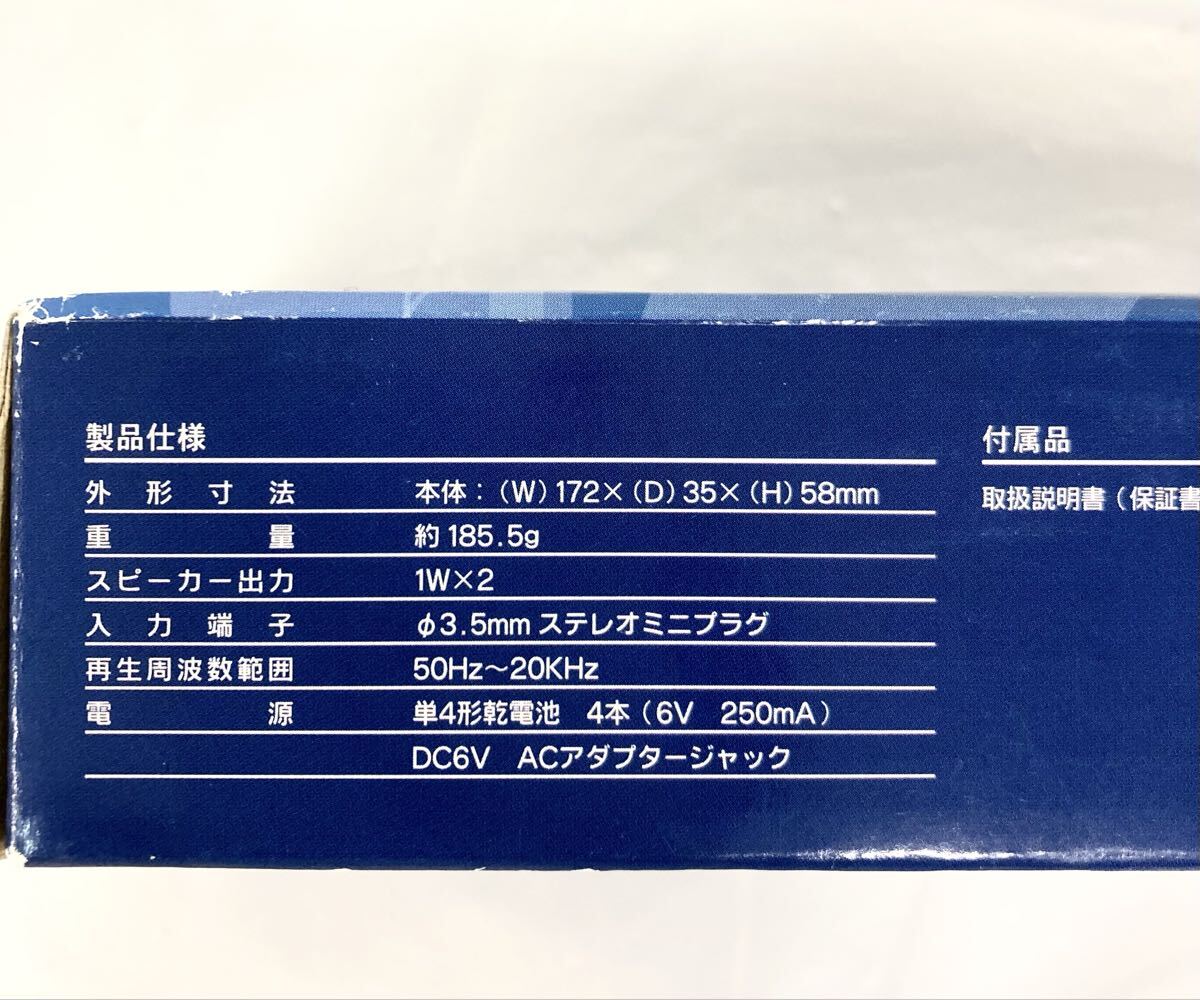 製品仕様
外形寸法 本体:(W)172×(D)35×(H)58mm
重量 約185.5g
スピーカー出力 1W×2
入力端子 φ3.5mmステレオミニプラグ
再生周波数範囲 50Hz～20KHz
電源 単4形乾電池 4本(6V 250mA)
DC6V ACアダプタージャック
付属品
取扱説明書(保証書